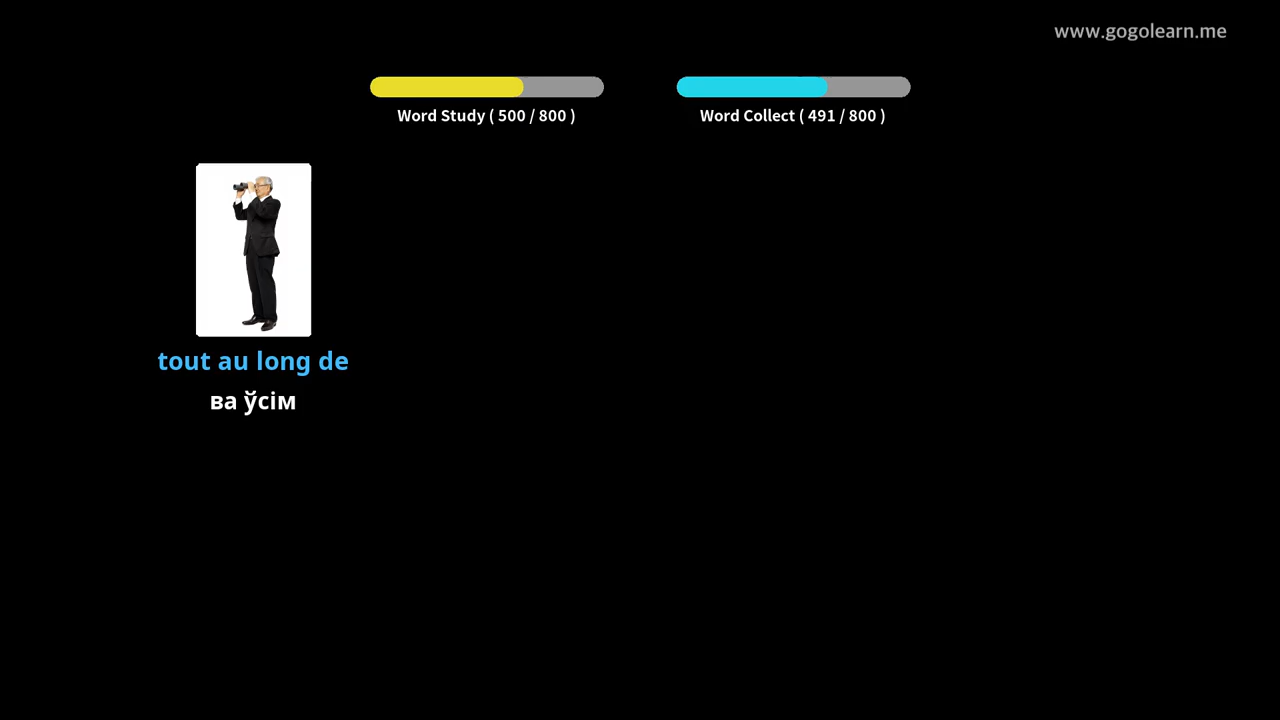 www.gogolearn.me
Word Study ( 500 / 800 )
Word Collect ( 491 / 800 )
tout au long de
ва ўсім